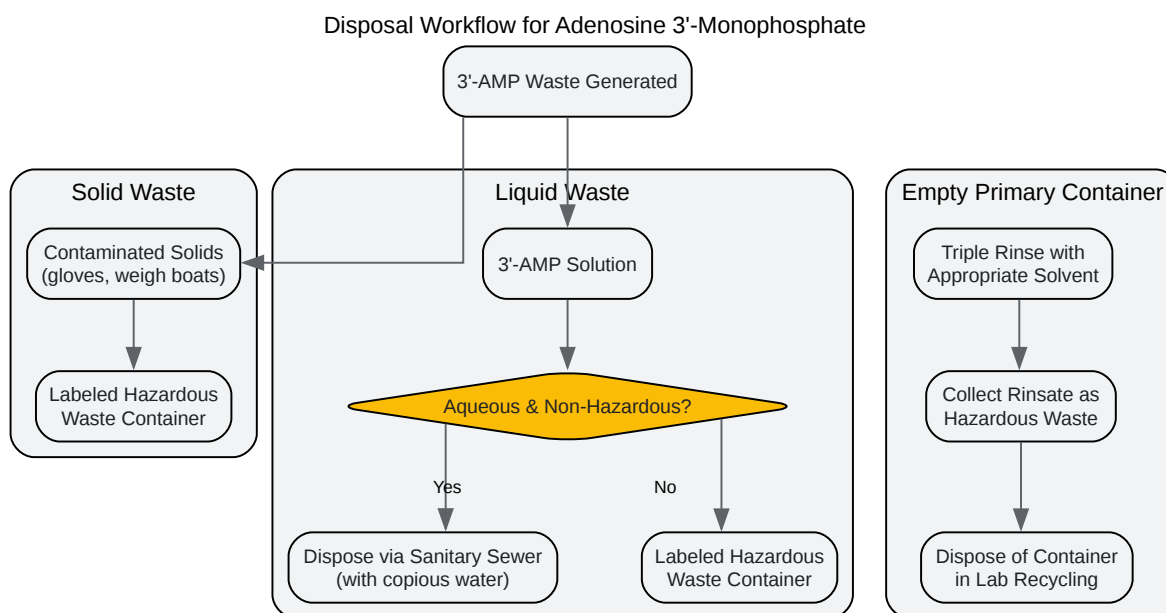 Disposal Workflow for Adenosine 3'-Monophosphate
3'-AMP Waste Generated
Solid Waste
Contaminated Solids
(gloves, weigh boats)
Labeled Hazardous
Waste Container
Liquid Waste
3'-AMP Solution
Aqueous & Non-Hazardous?
Yes
No
Dispose via Sanitary Sewer
(with copious water)
Labeled Hazardous
Waste Container
Empty Primary Container
Triple Rinse with
Appropriate Solvent
Collect Rinsate as
Hazardous Waste
Dispose of Container
in Lab Recycling